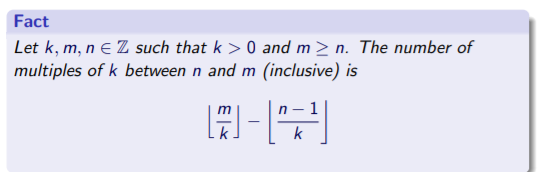 Fact
Let k, m, n ∈ ℤ such that k > 0 and m ≥ n. The number of
multiples of k between n and m (inclusive) is
⌊m/k⌋ − ⌊(n − 1)/k⌋